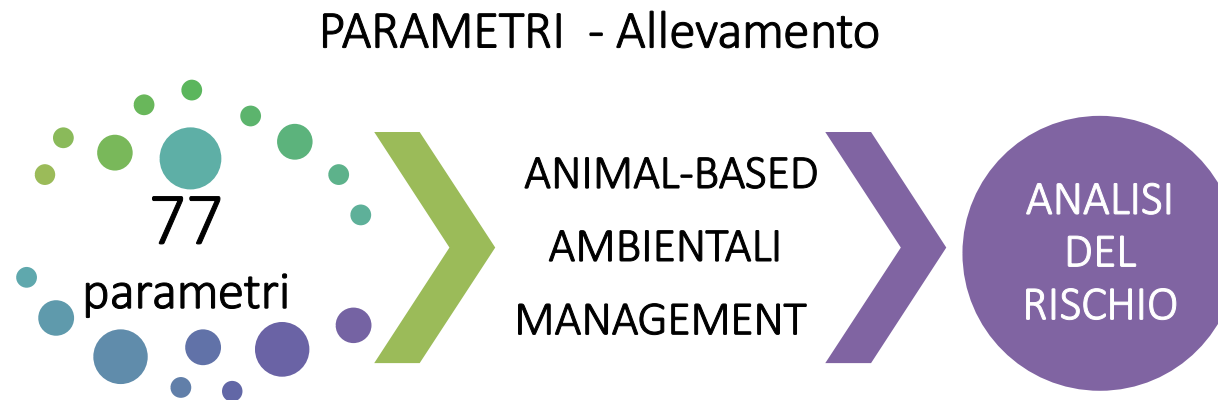 PARAMETRI - Allevamento
77
parametri
ANIMAL-BASED
AMBIENTALI
MANAGEMENT
ANALISI
DEL
RISCHIO